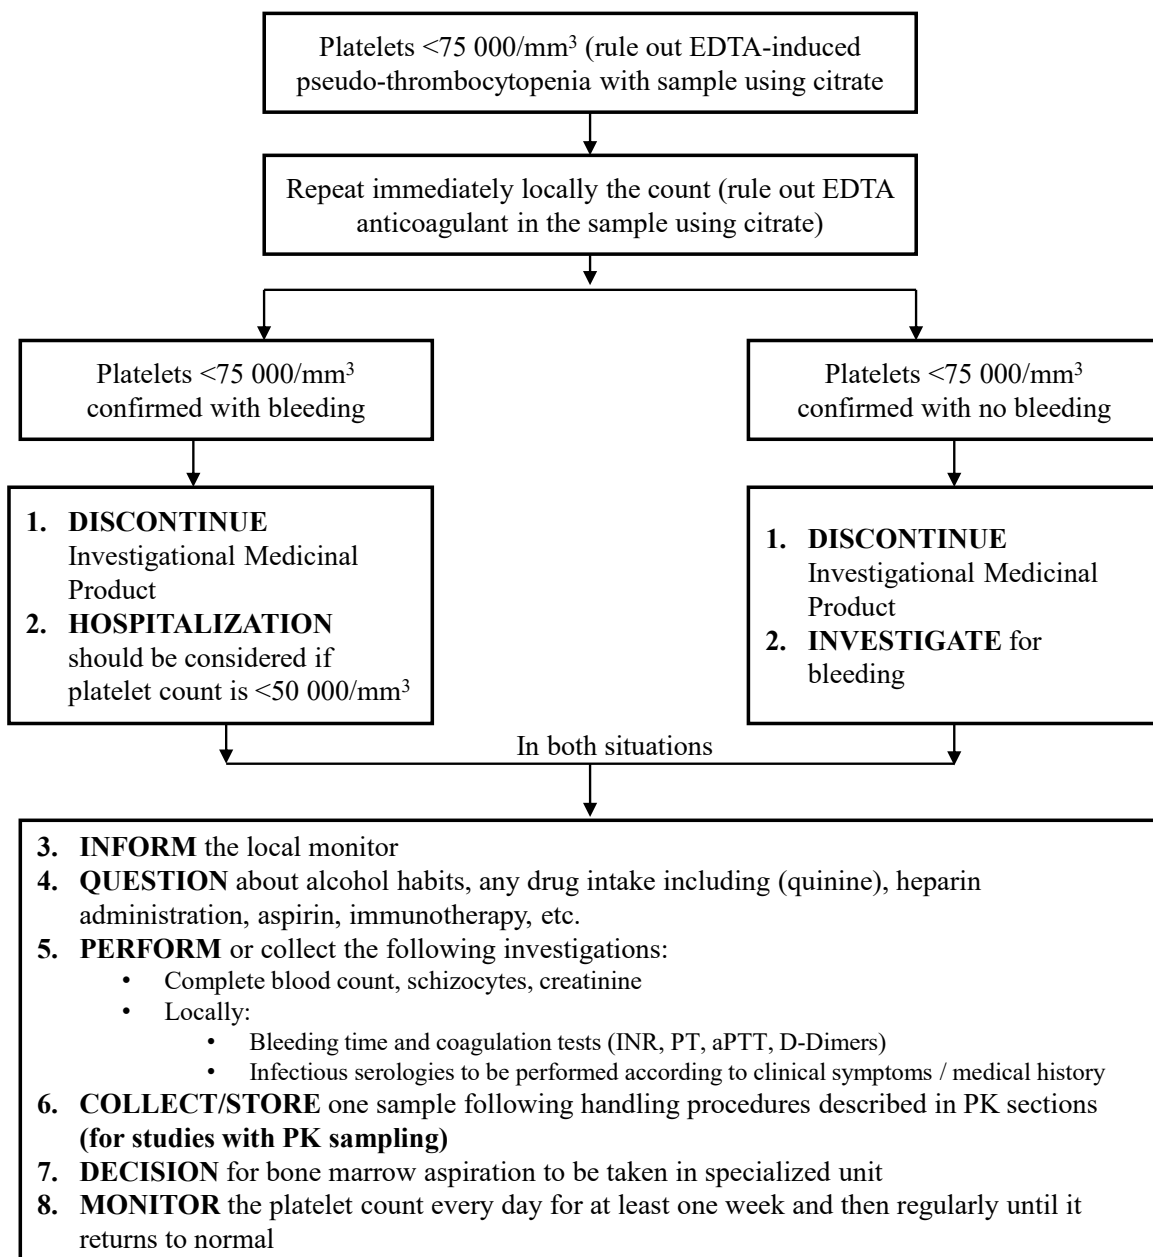 Platelets <75 000/mm³ (rule out EDTA-induced
pseudo-thrombocytopenia with sample using citrate
Repeat immediately locally the count (rule out EDTA
anticoagulant in the sample using citrate)
Platelets <75 000/mm³
confirmed with bleeding
Platelets <75 000/mm³
confirmed with no bleeding
1. DISCONTINUE
Investigational Medicinal
Product
2. HOSPITALIZATION
should be considered if
platelet count is <50 000/mm³
1. DISCONTINUE
Investigational Medicinal
Product
2. INVESTIGATE for
bleeding
In both situations
3. INFORM the local monitor
4. QUESTION about alcohol habits, any drug intake including (quinine), heparin
administration, aspirin, immunotherapy, etc.
5. PERFORM or collect the following investigations:
• Complete blood count, schizocytes, creatinine
• Locally:
• Bleeding time and coagulation tests (INR, PT, aPTT, D-Dimers)
• Infectious serologies to be performed according to clinical symptoms / medical history
6. COLLECT/STORE one sample following handling procedures described in PK sections
(for studies with PK sampling)
7. DECISION for bone marrow aspiration to be taken in specialized unit
8. MONITOR the platelet count every day for at least one week and then regularly until it
returns to normal